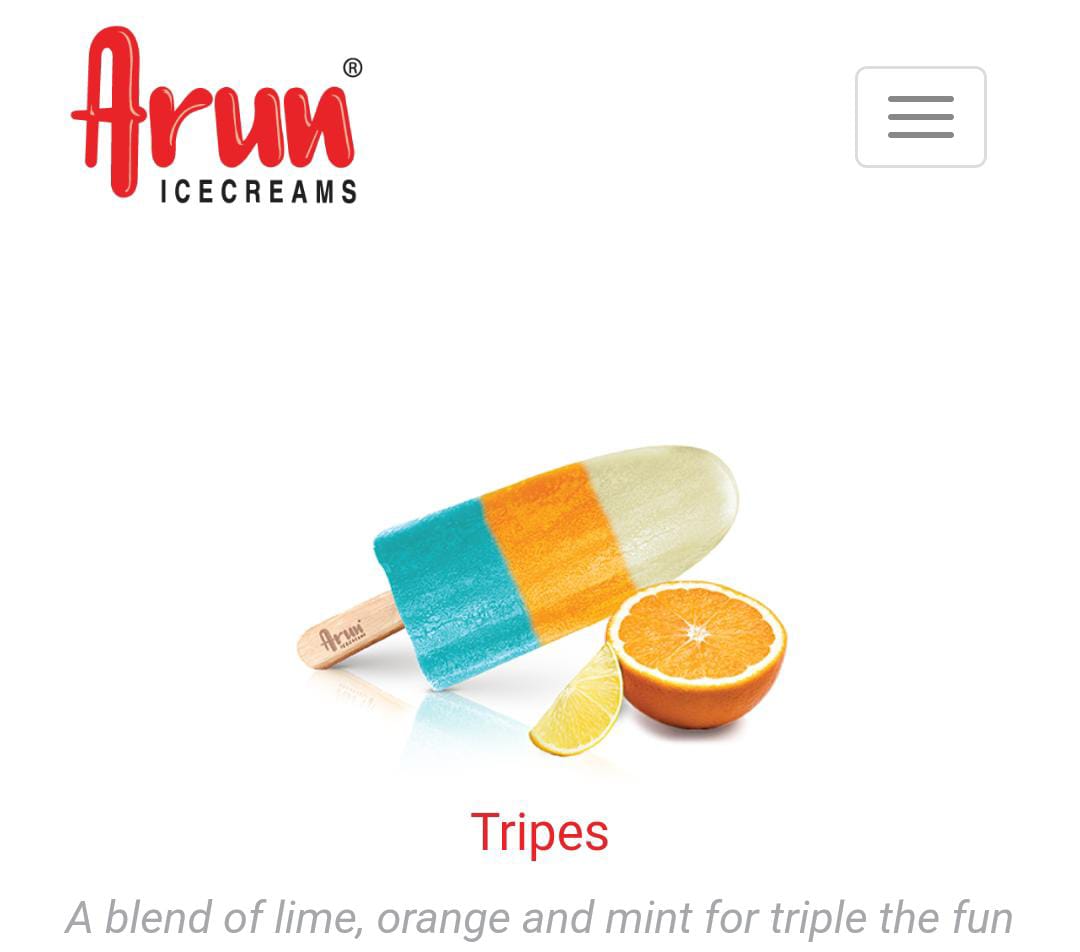 Arun®
ICECREAMS
Arun
ICECREAMS
Tripes
A blend of lime, orange and mint for triple the fun